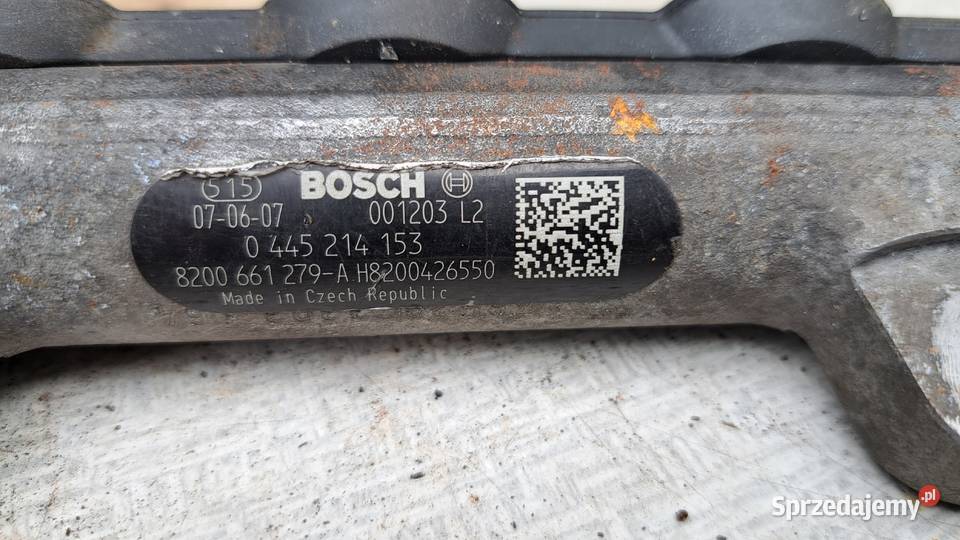 S15 BOSCH
07-06-07 001203 L2
0 445 214 153
8200 661 279-A H8200426550
Made in Czech Republic
Sprzedajemy.pl